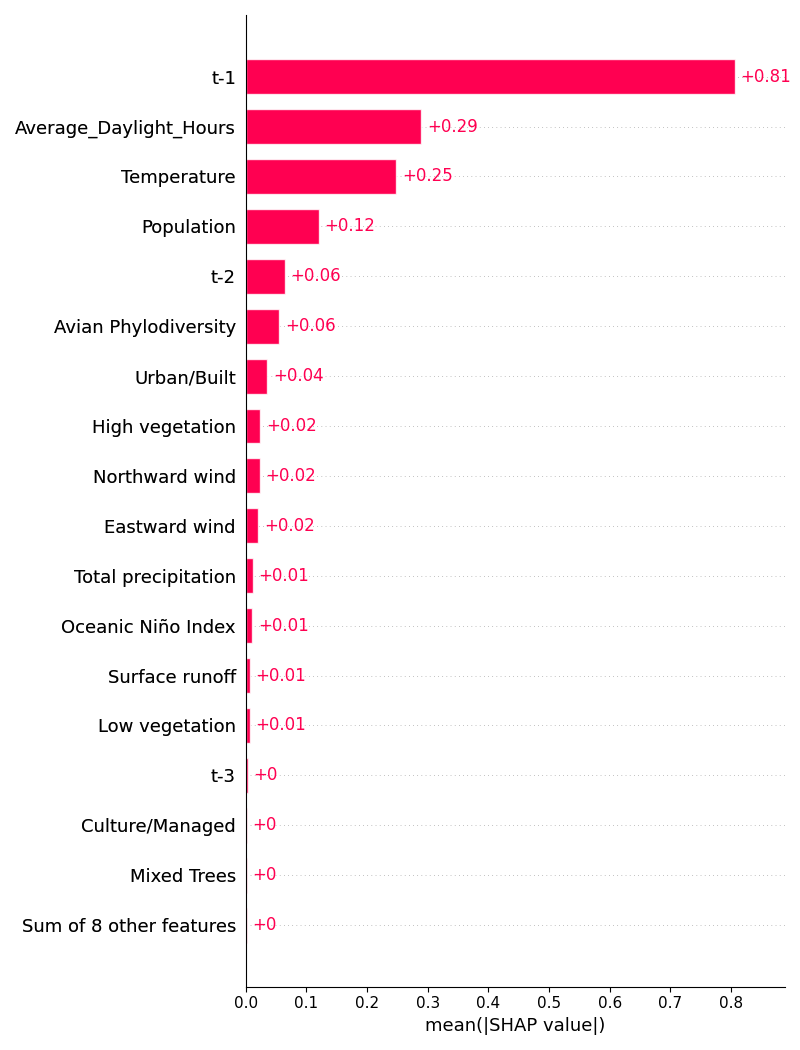 t-1 +0.81
Average_Daylight_Hours +0.29
Temperature +0.25
Population +0.12
t-2 +0.06
Avian Phylodiversity +0.06
Urban/Built +0.04
High vegetation +0.02
Northward wind +0.02
Eastward wind +0.02
Total precipitation +0.01
Oceanic Niño Index +0.01
Surface runoff +0.01
Low vegetation +0.01
t-3 +0
Culture/Managed +0
Mixed Trees +0
Sum of 8 other features +0
0.0 0.1 0.2 0.3 0.4 0.5 0.6 0.7 0.8
mean(|SHAP value|)